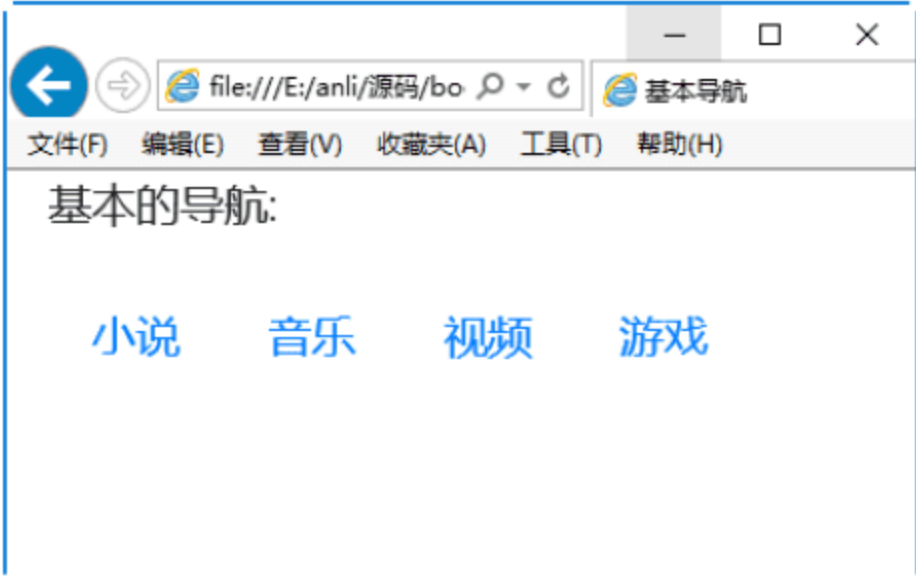 file:///E:/anli/源码/bo
基本导航
文件(F) 编辑(E) 查看(V) 收藏夹(A) 工具(T) 帮助(H)
基本的导航:
小说 音乐 视频 游戏